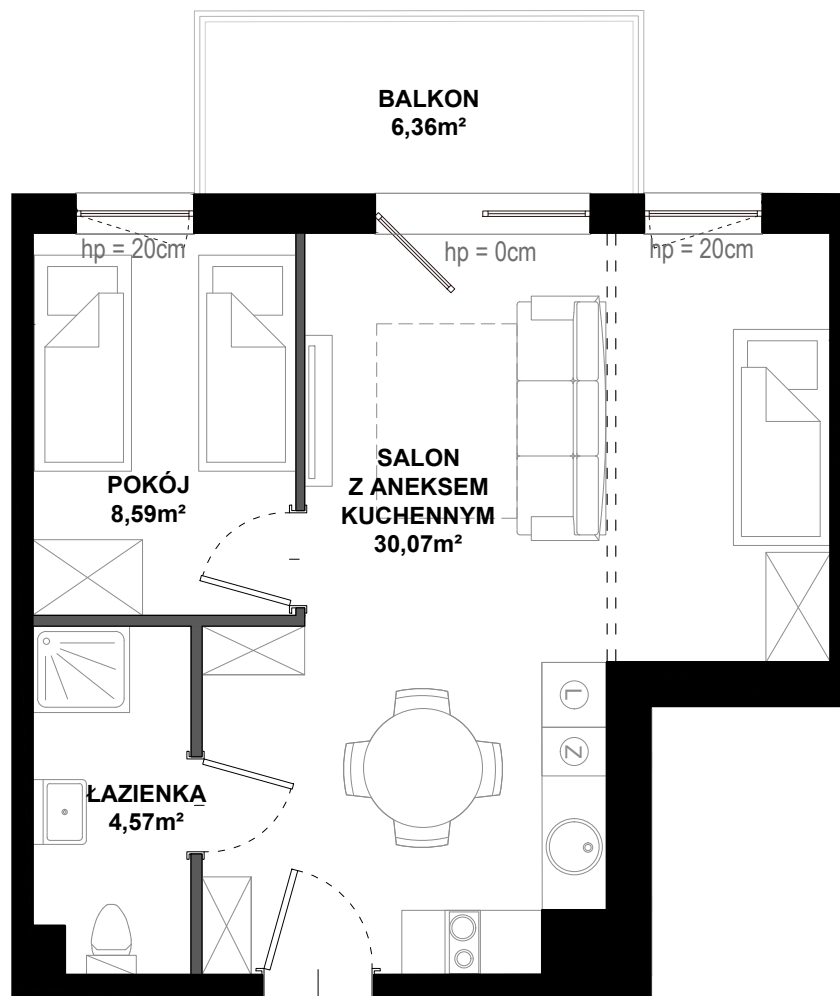 BALKON
6,36m²
hp = 20cm
hp = 0cm
hp = 20cm
POKÓJ
8,59m²
SALON
Z ANEKSEM
KUCHENNYM
30,07m²
L
Z
ŁAZIENKA
4,57m²